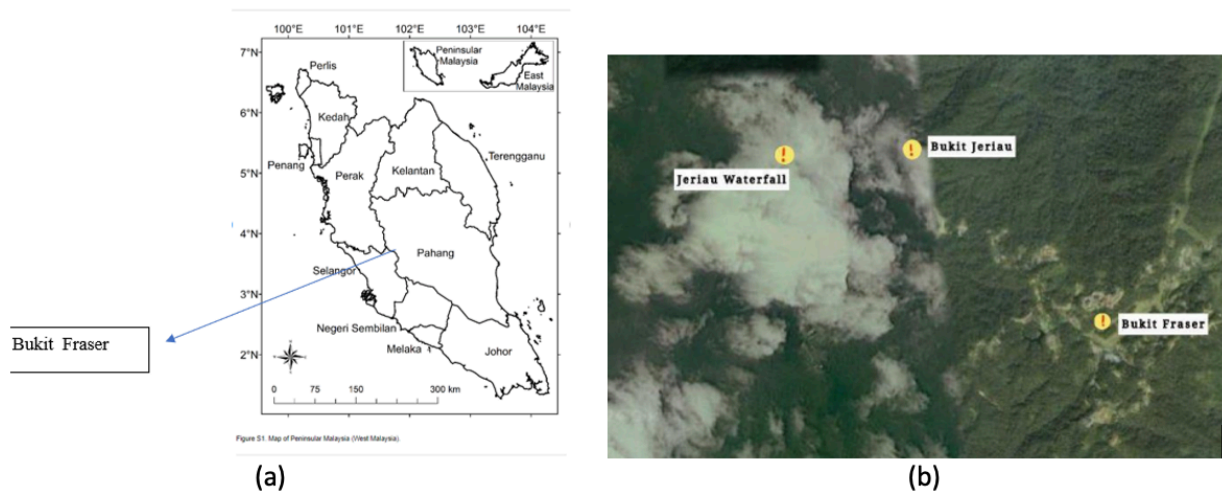 100°E 101°E 102°E 103°E 104°E
7°N
6°N
5°N
4°N
3°N
2°N
Peninsular
Malaysia
East
Malaysia
Perlis
Kedah
Penang
Perak
Kelantan
Terengganu
Pahang
Selangor
Negeri Sembilan
Melaka
Johor
0 75 150 300 km
Figure S1. Map of Peninsular Malaysia (West Malaysia).
Bukit Fraser
(a)
Bukit Jeriau
Jeriau Waterfall
Bukit Fraser
(b)